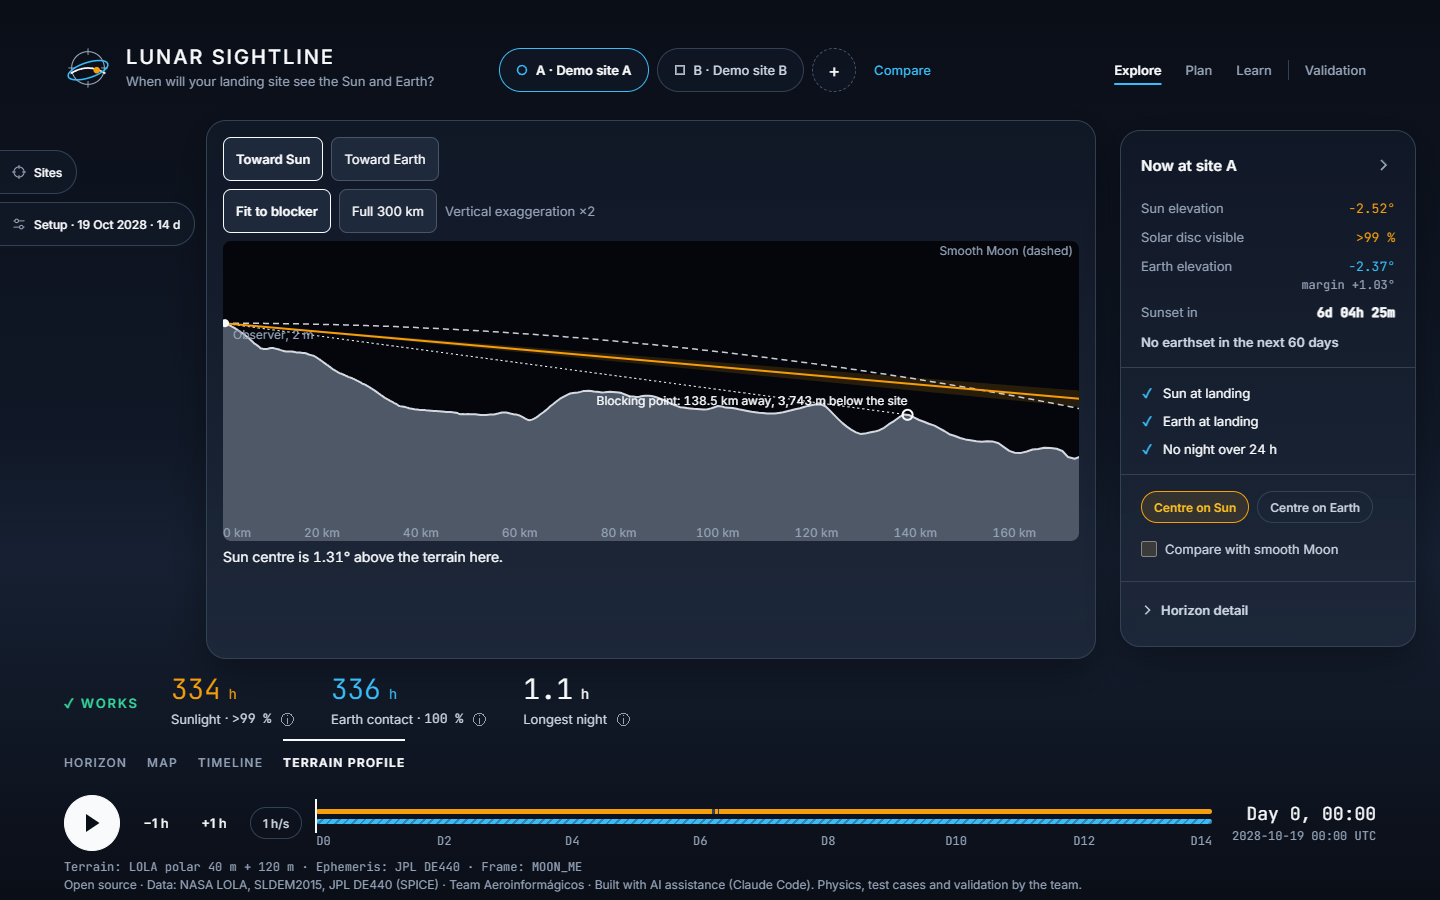 LUNAR SIGHTLINE
When will your landing site see the Sun and Earth?
A · Demo site A
B · Demo site B
+
Compare
Explore
Plan
Learn
Validation
Sites
Setup · 19 Oct 2028 · 14 d
Toward Sun
Toward Earth
Fit to blocker
Full 300 km
Vertical exaggeration ×2
Smooth Moon (dashed)
Observer, 2 m
Blocking point: 138.5 km away, 3,743 m below the site
0 km
20 km
40 km
60 km
80 km
100 km
120 km
140 km
160 km
Sun centre is 1.31° above the terrain here.
Now at site A
Sun elevation
-2.52°
Solar disc visible
>99 %
Earth elevation
-2.37°
margin +1.03°
Sunset in
6d 04h 25m
No earthset in the next 60 days
✓ Sun at landing
✓ Earth at landing
✓ No night over 24 h
Centre on Sun
Centre on Earth
Compare with smooth Moon
Horizon detail
✓ WORKS
334 h
Sunlight · >99 %
336 h
Earth contact · 100 %
1.1 h
Longest night
HORIZON
MAP
TIMELINE
TERRAIN PROFILE
−1 h
+1 h
1 h/s
D0
D2
D4
D6
D8
D10
D12
D14
Day 0, 00:00
2028-10-19 00:00 UTC
Terrain: LOLA polar 40 m + 120 m · Ephemeris: JPL DE440 · Frame: MOON_ME
Open source · Data: NASA LOLA, SLDEM2015, JPL DE440 (SPICE) · Team Aeroinformágicos · Built with AI assistance (Claude Code). Physics, test cases and validation by the team.